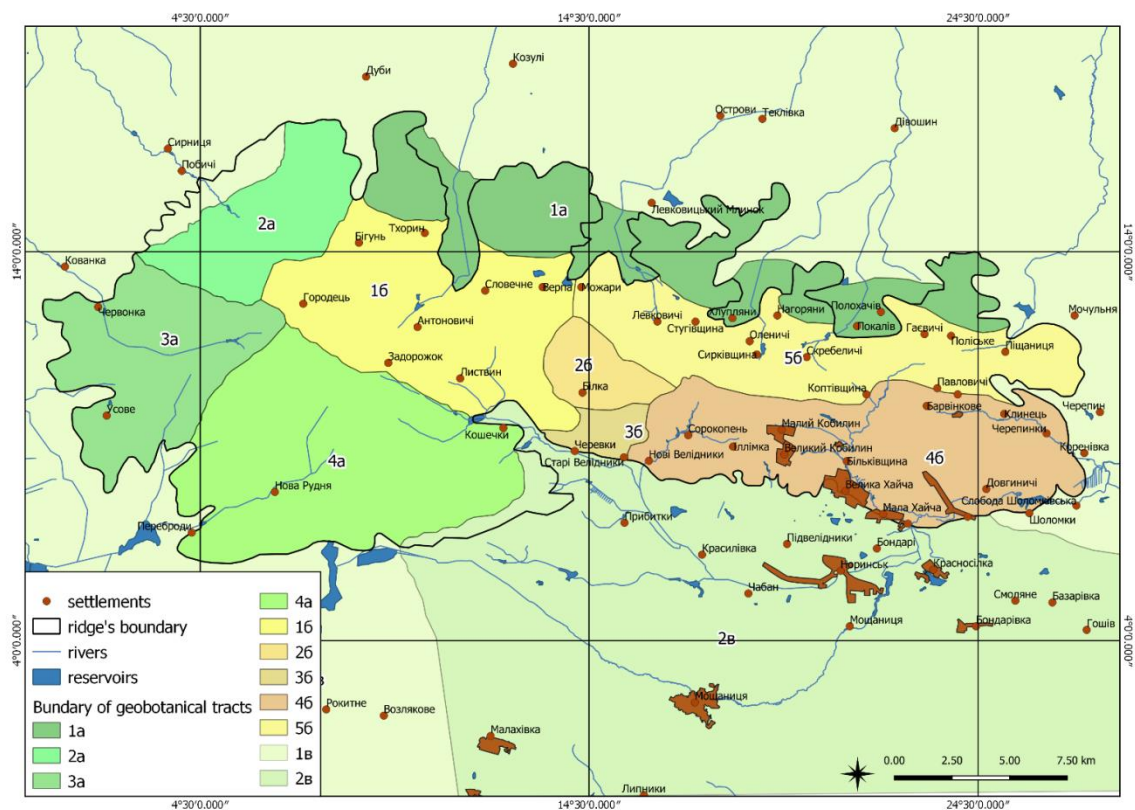 4°30'0.000" 14°30'0.000" 24°30'0.000"
Козулі
Дуби
Острови
Теклівка
Дівошин
Сирниця
Побичі
Левковицький Млинок
1а
2а
Тхорин
Бігунь
14°0'0.000" 14°0'0.000"
Кованка
Словечне
Верпа
Можари
1б
Городець
Червонка
Полохачів
Нагоряни
Мочульня
Хлупляни
Левковичі
Стугівщина
Антоновичі
Покалів
Гаєвичі
Поліське
Оленичі
3а
Сирківщина
Скребеличі
5б
Піщаниця
Задорожок
2б
Листвин
Білка
Коптівщина
Павловичі
Барвінкове
Клинець
Черепин
Усове
Малий Кобилин
Кошечки
3б
Сорокопень
Черепинки
Черевки
Іллімка
Великий Кобилин
Коренівка
4а
Старі Велідники
Нові Велідники
Більківщина
4б
Нова Рудня
Велика Хайча
Довгиничі
Мала Хайча
Слобода Шоломківська
Шоломки
Переброди
Прибитки
Підвелідники
Бондарі
Красилівка
Норинськ
Красносілка
Чабан
Смоляне
Базарівка
Мощаниця
Бондарівка
Гошів
4°0'0.000" 4°0'0.000"
2в
Рокитне
Возлякове
Мощаниця
Малахівка
Липники
settlements
ridge's boundary
rivers
reservoirs
Bundary of geobotanical tracts
1а
2а
3а
4а
1б
2б
3б
4б
5б
1в
2в
0.00 2.50 5.00 7.50 km
4°30'0.000" 14°30'0.000" 24°30'0.000"